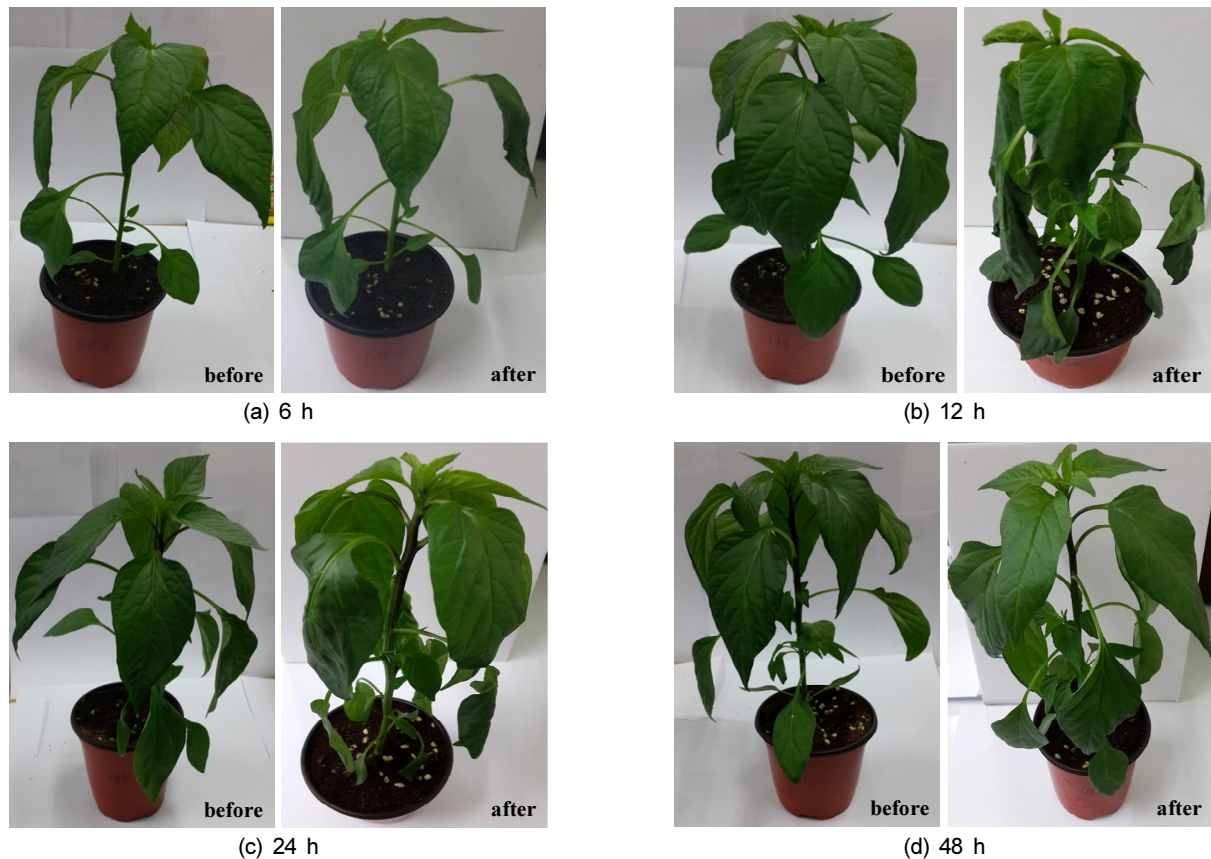 before
after
(a) 6 h
before
after
(b) 12 h
before
after
(c) 24 h
before
after
(d) 48 h